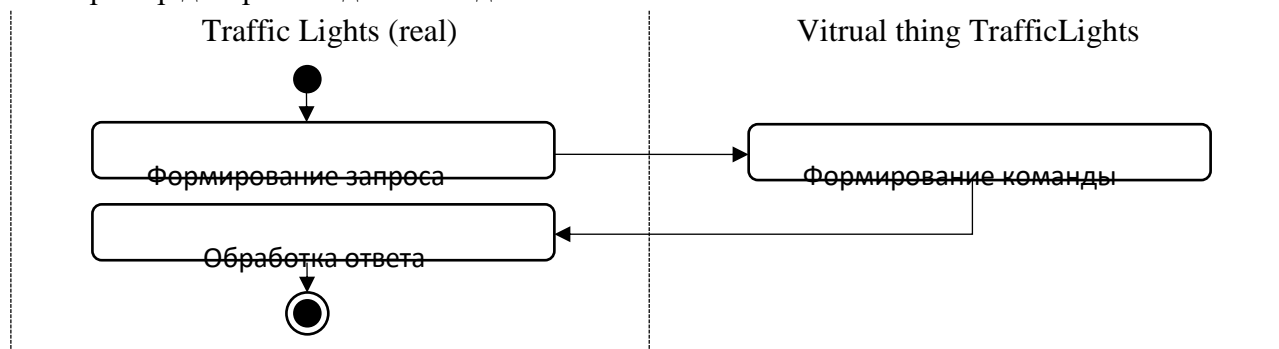 Traffic Lights (real)
Vitrual thing TrafficLights
Формирование запроса
Формирование команды
Обработка ответа